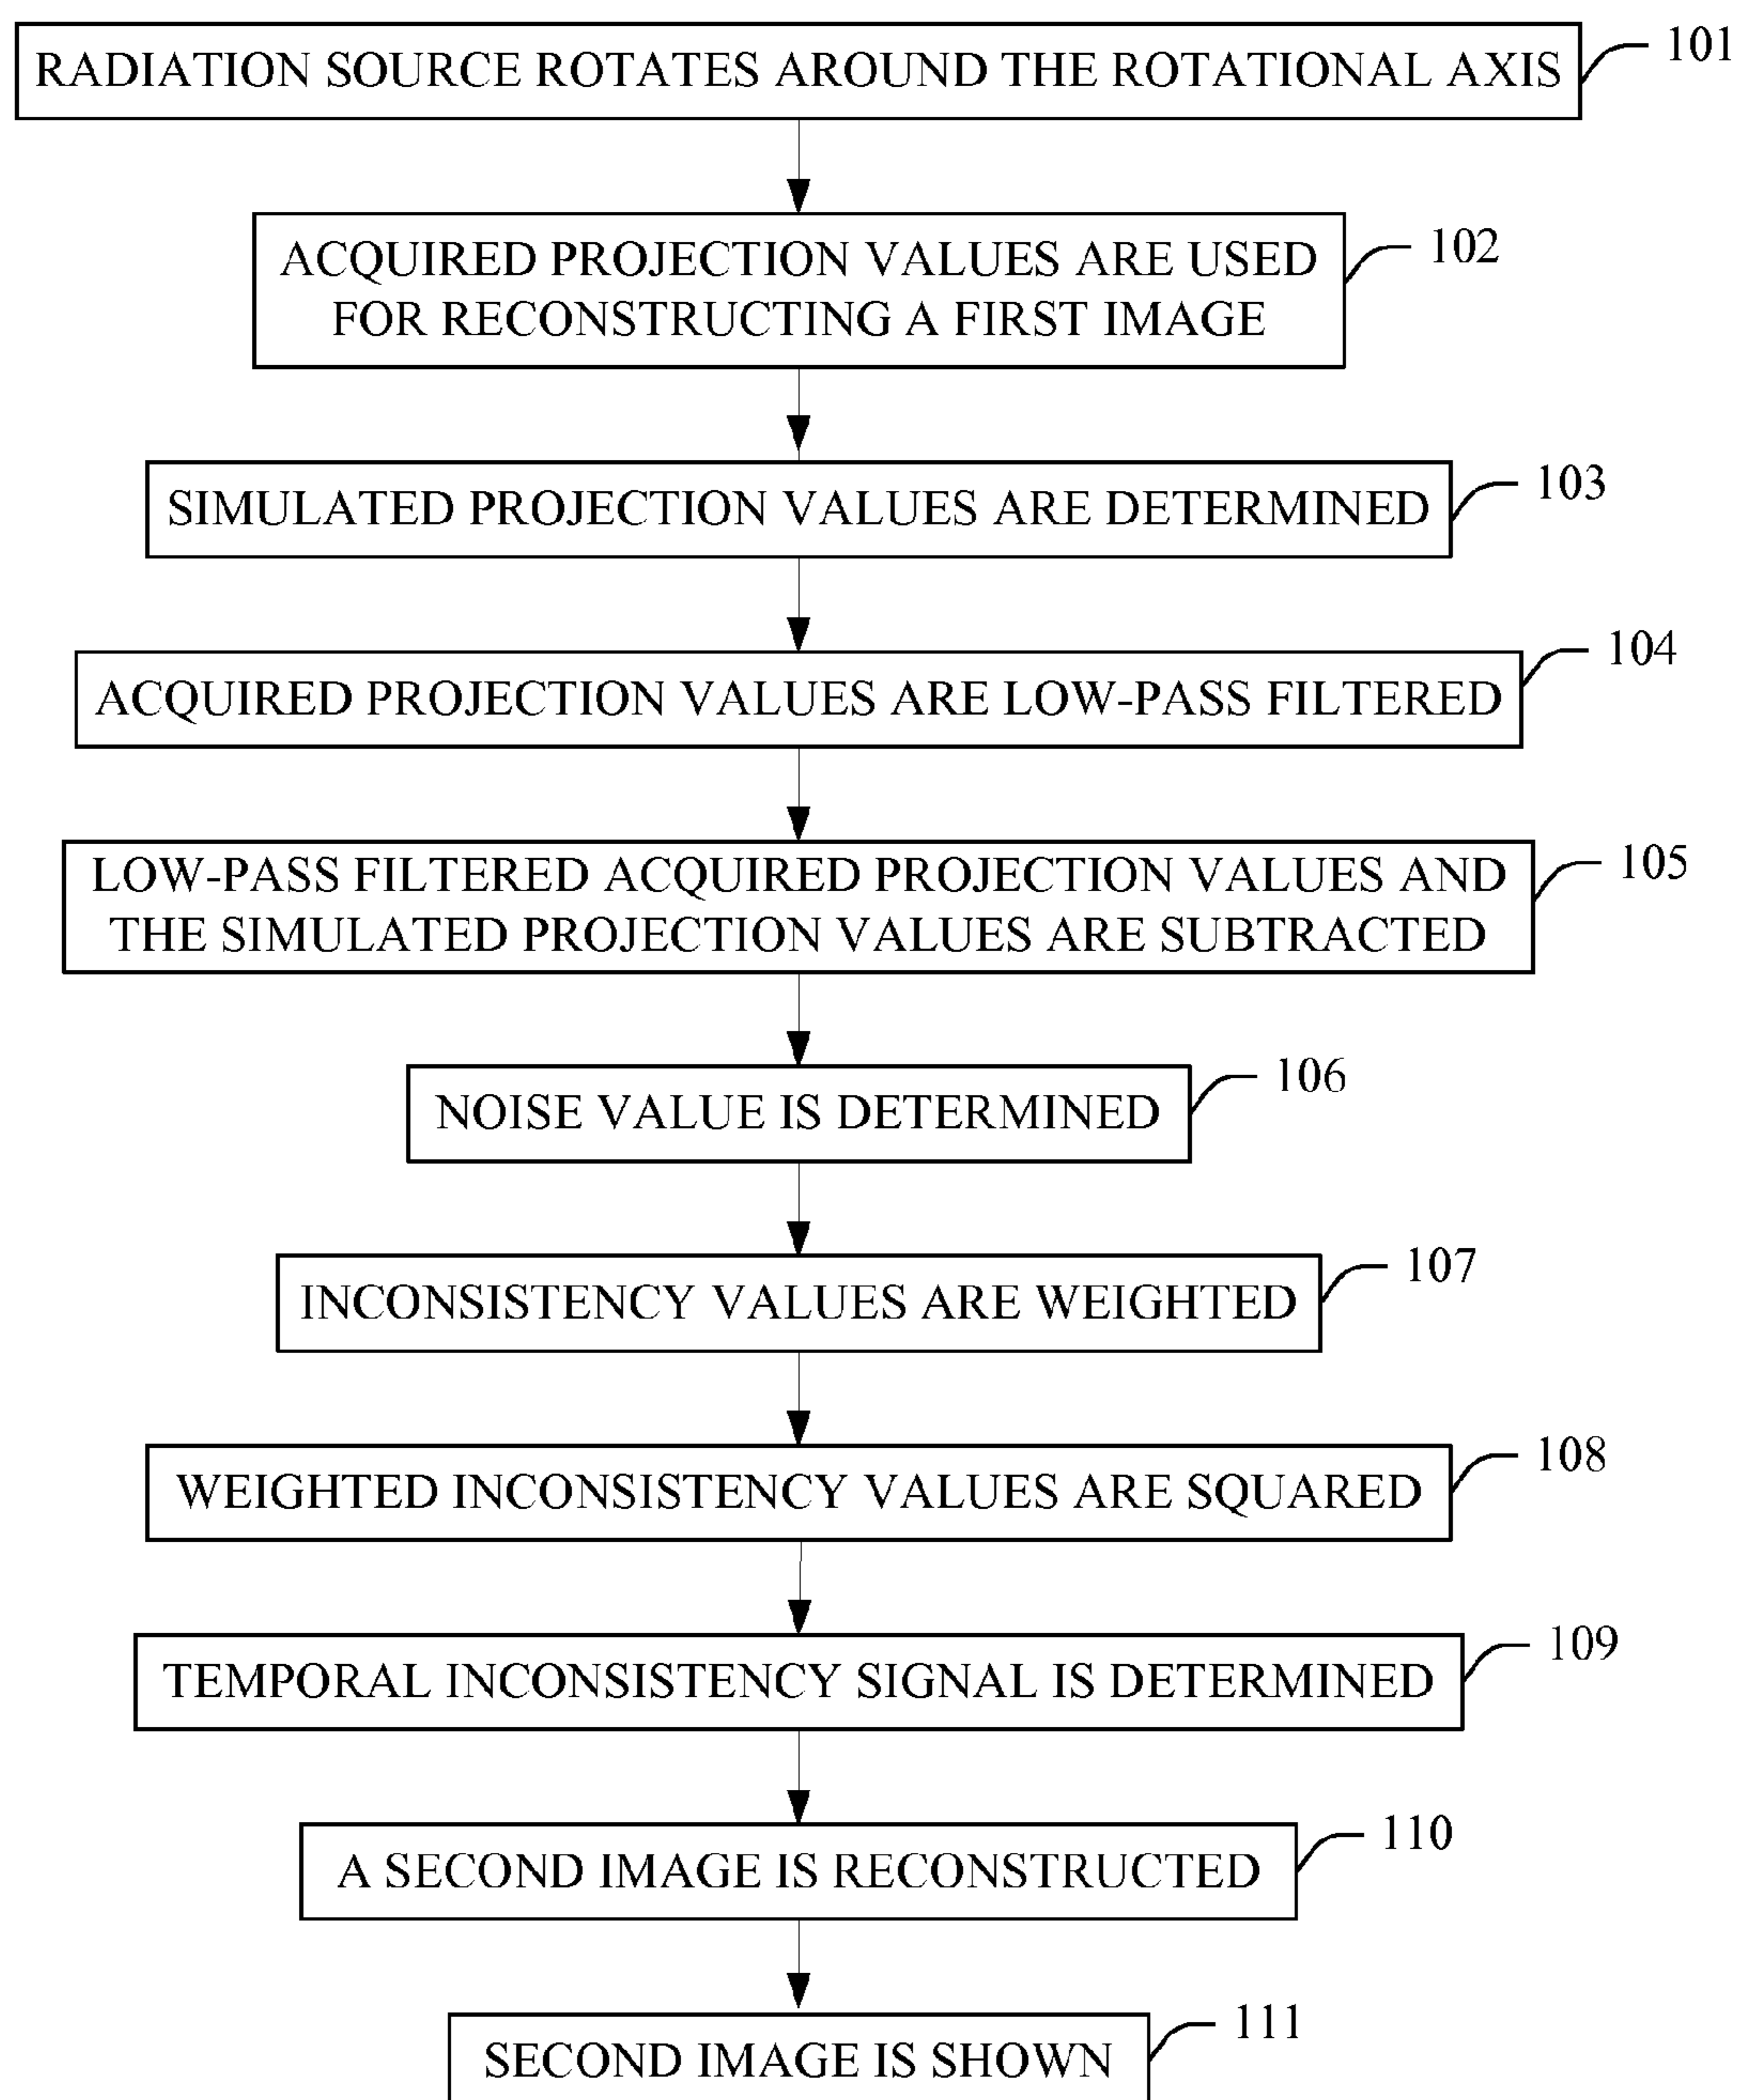 RADIATION SOURCE ROTATES AROUND THE ROTATIONAL AXIS
101
ACQUIRED PROJECTION VALUES ARE USED
FOR RECONSTRUCTING A FIRST IMAGE
102
SIMULATED PROJECTION VALUES ARE DETERMINED
103
ACQUIRED PROJECTION VALUES ARE LOW-PASS FILTERED
104
LOW-PASS FILTERED ACQUIRED PROJECTION VALUES AND
THE SIMULATED PROJECTION VALUES ARE SUBTRACTED
105
NOISE VALUE IS DETERMINED
106
INCONSISTENCY VALUES ARE WEIGHTED
107
WEIGHTED INCONSISTENCY VALUES ARE SQUARED
108
TEMPORAL INCONSISTENCY SIGNAL IS DETERMINED
109
A SECOND IMAGE IS RECONSTRUCTED
110
SECOND IMAGE IS SHOWN
111